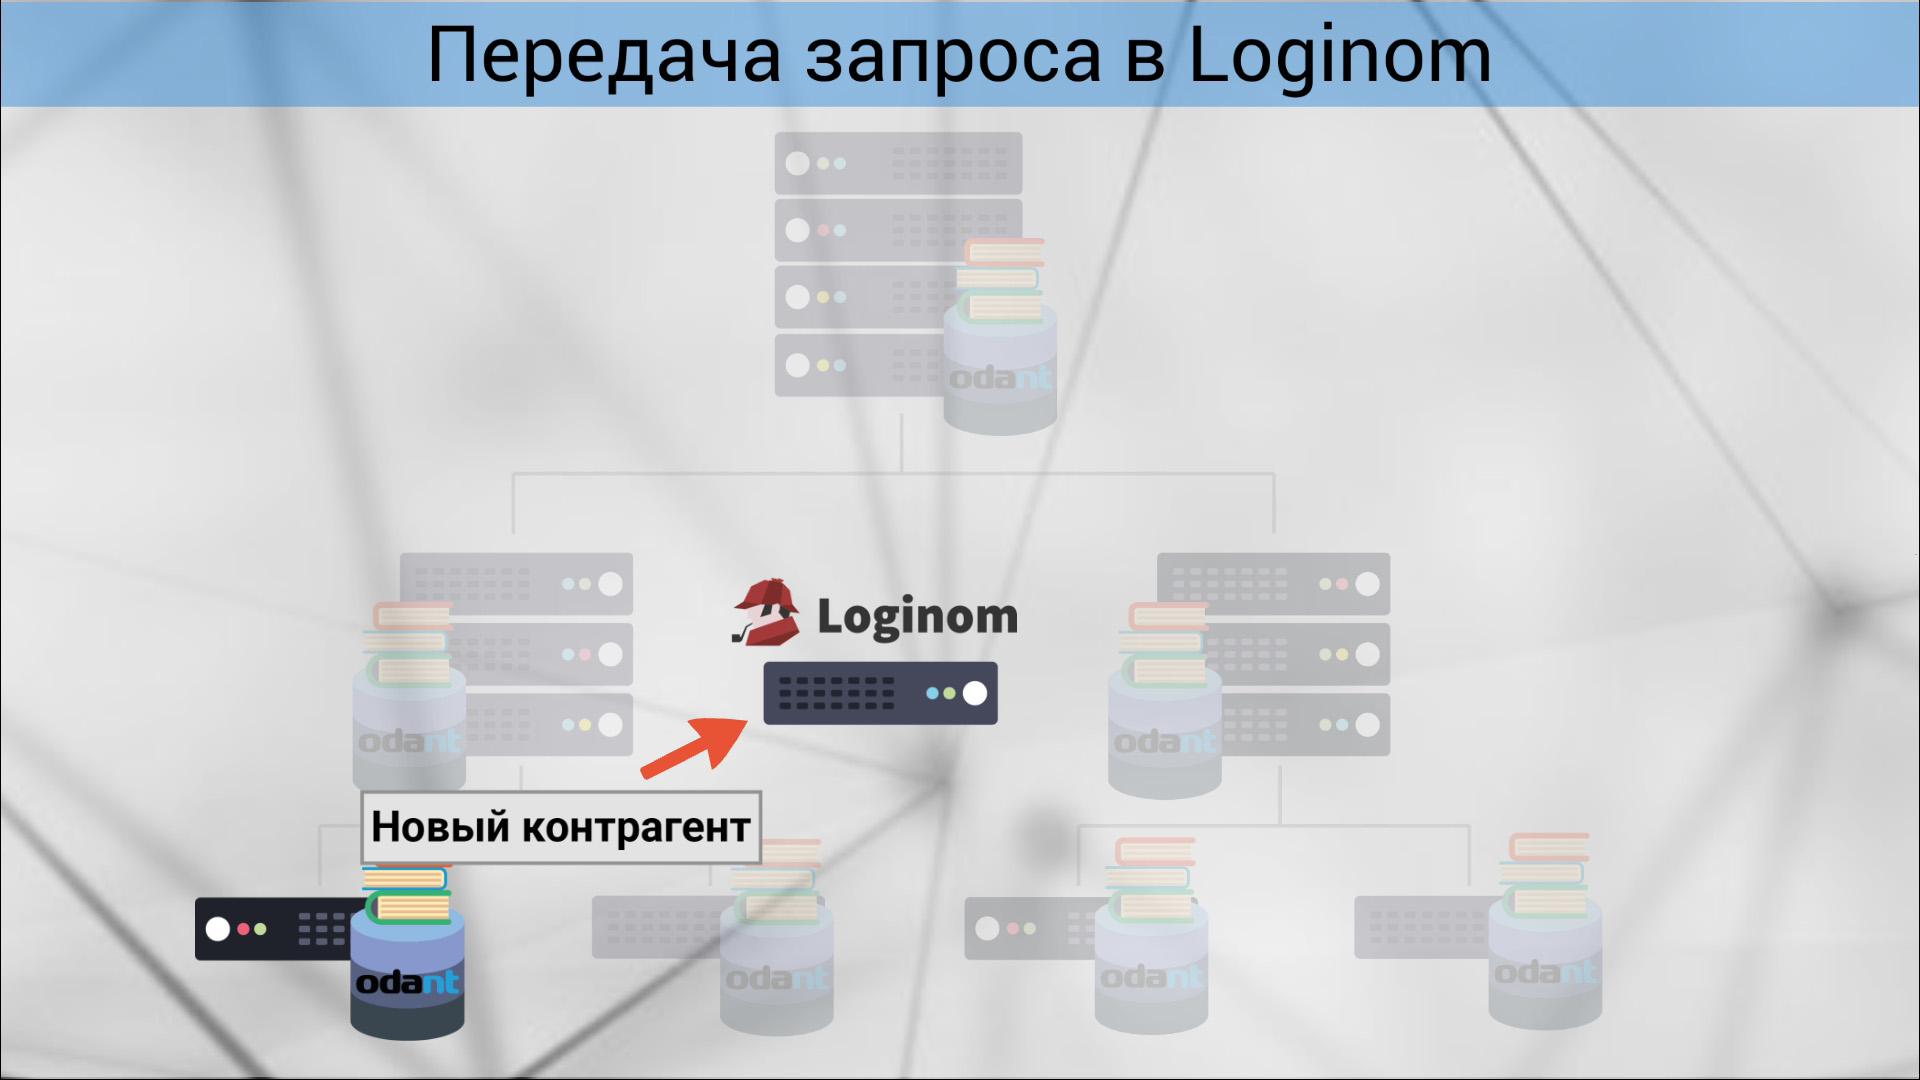 Передача запроса в Loginom
odant
Loginom
odant
odant
Новый контрагент
odant
odant
odant
odant